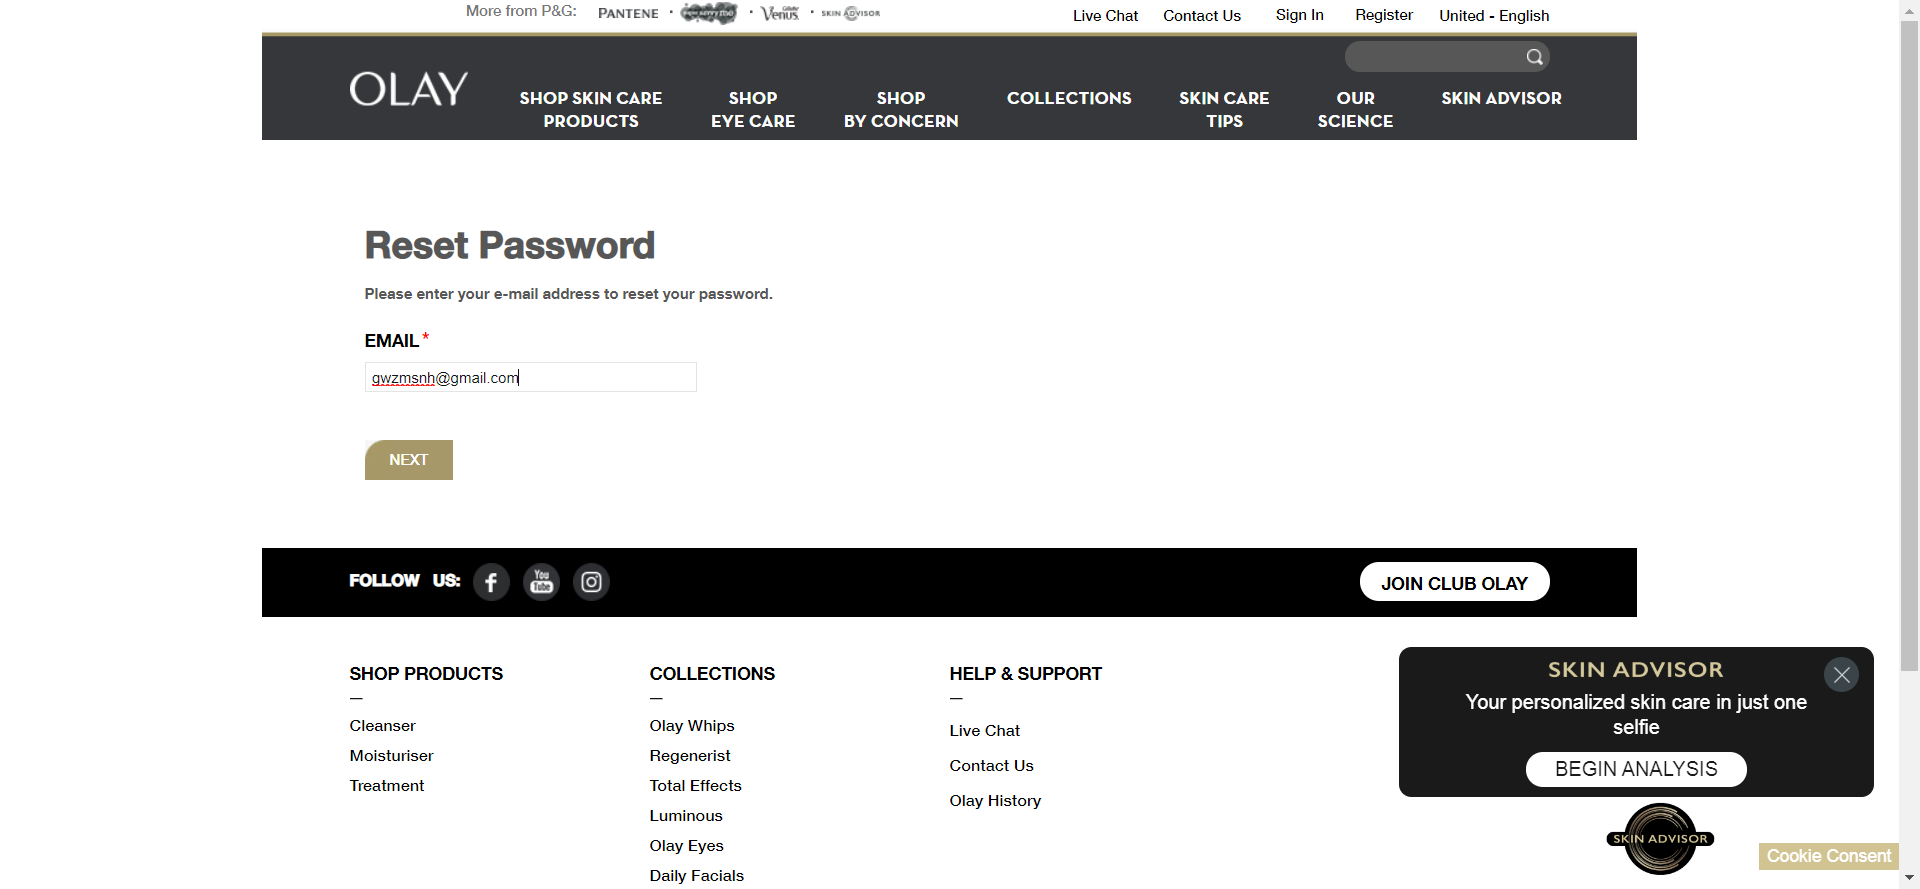 More from P&G: PANTENE · · Gillette Venus · SKIN ADVISOR
Live Chat Contact Us Sign In Register United - English
OLAY
SHOP SKIN CARE PRODUCTS
SHOP EYE CARE
SHOP BY CONCERN
COLLECTIONS
SKIN CARE TIPS
OUR SCIENCE
SKIN ADVISOR
Reset Password
Please enter your e-mail address to reset your password.
EMAIL *
gwzmsnh@gmail.com
NEXT
FOLLOW US: f You Tube
JOIN CLUB OLAY
SHOP PRODUCTS
Cleanser
Moisturiser
Treatment
COLLECTIONS
Olay Whips
Regenerist
Total Effects
Luminous
Olay Eyes
Daily Facials
HELP & SUPPORT
Live Chat
Contact Us
Olay History
SKIN ADVISOR
Your personalized skin care in just one
selfie
BEGIN ANALYSIS
SKIN ADVISOR
Cookie Consent